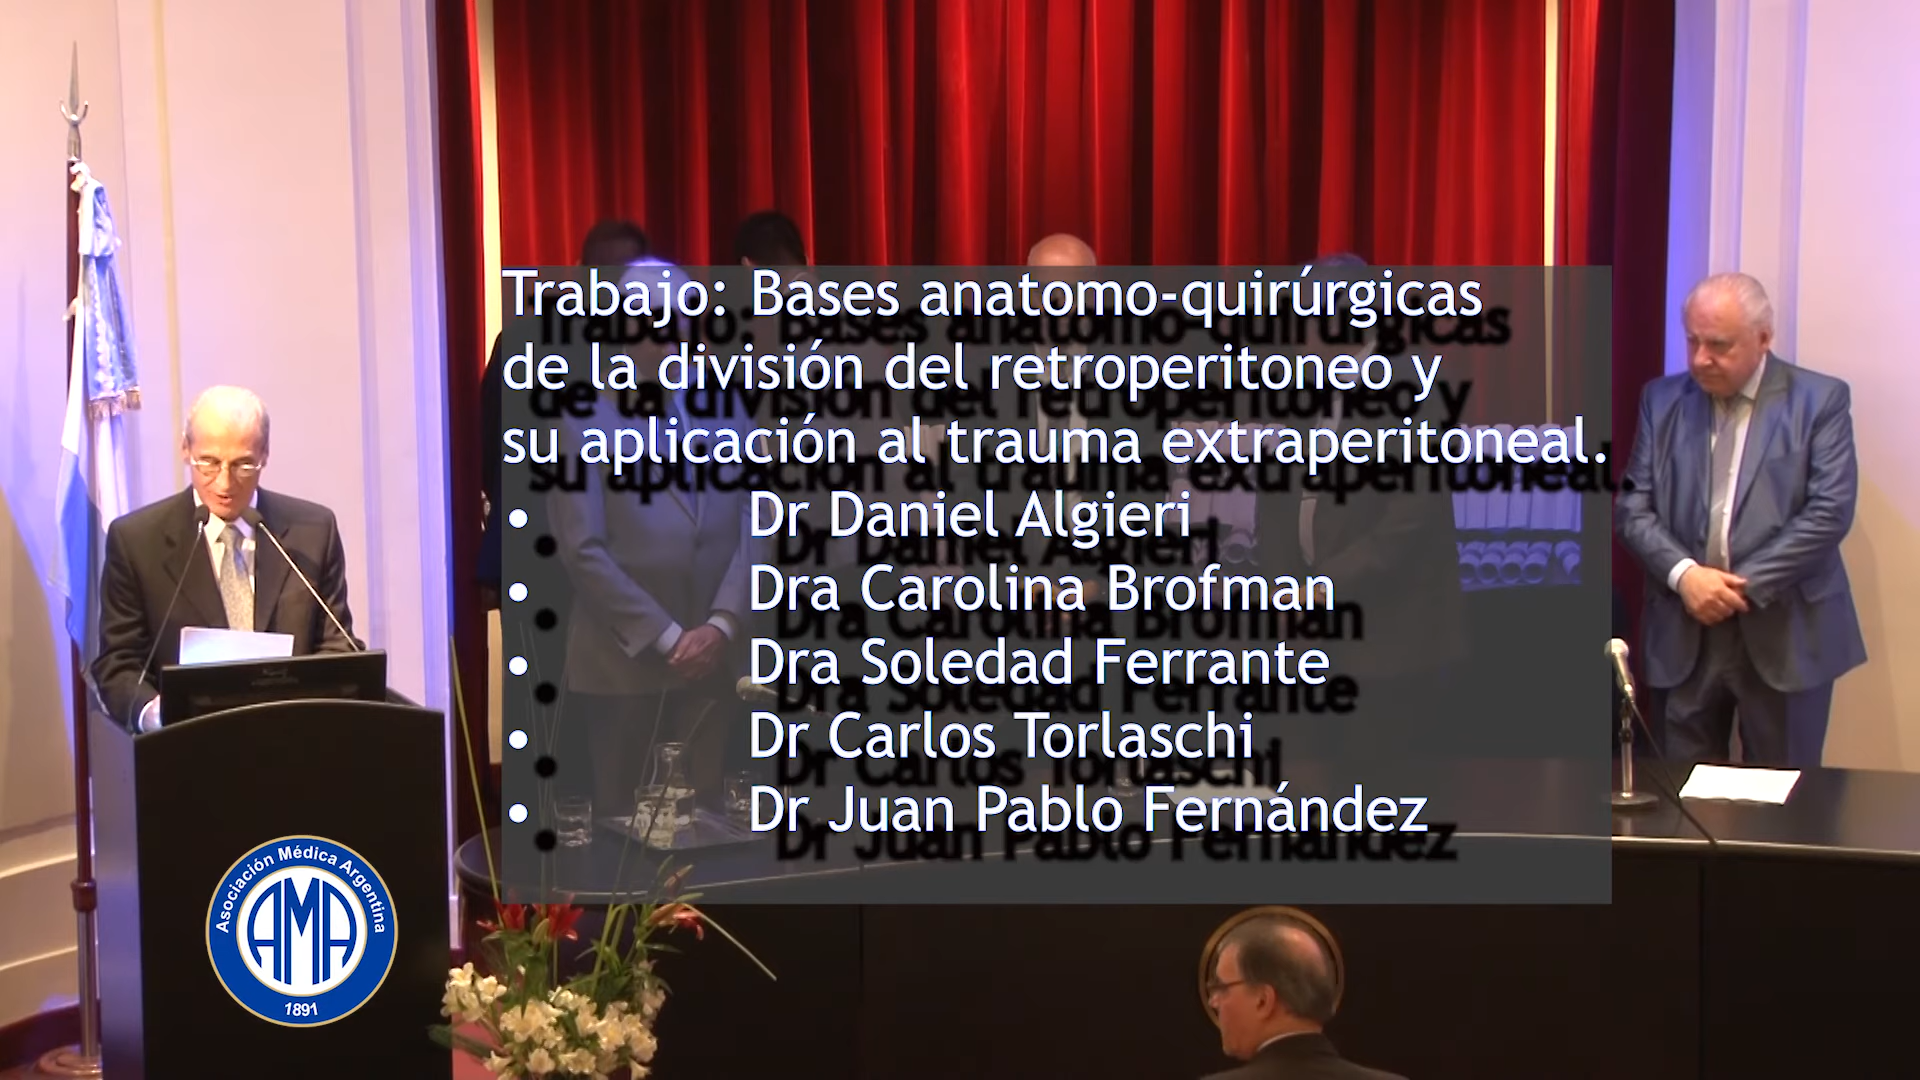 Trabajo: Bases anatomo-quirúrgicas
de la división del retroperitoneo y
su aplicación al trauma extraperitoneal.
• Dr Daniel Algieri
• Dra Carolina Brofman
• Dra Soledad Ferrante
• Dr Carlos Torlaschi
• Dr Juan Pablo Fernández
Asociación Médica Argentina
AMA
1891